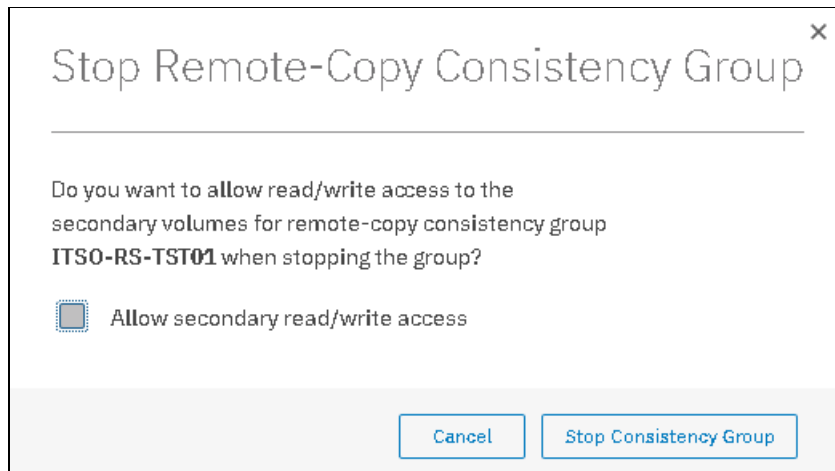 Stop Remote-Copy Consistency Group
Do you want to allow read/write access to the
secondary volumes for remote-copy consistency group
ITSO-RS-TST01 when stopping the group?
Allow secondary read/write access
Cancel
Stop Consistency Group